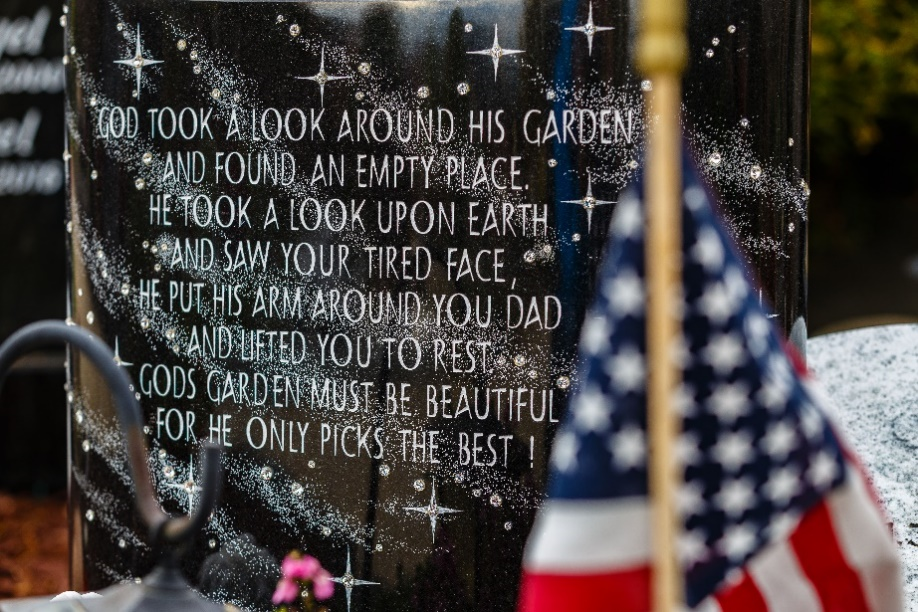 GOD TOOK A LOOK AROUND HIS GARDEN
AND FOUND AN EMPTY PLACE.
HE TOOK A LOOK UPON EARTH
AND SAW YOUR TIRED FACE,
HE PUT HIS ARM AROUND YOU DAD
AND LIFTED YOU TO REST.
GODS GARDEN MUST BE BEAUTIFUL
FOR HE ONLY PICKS THE BEST !